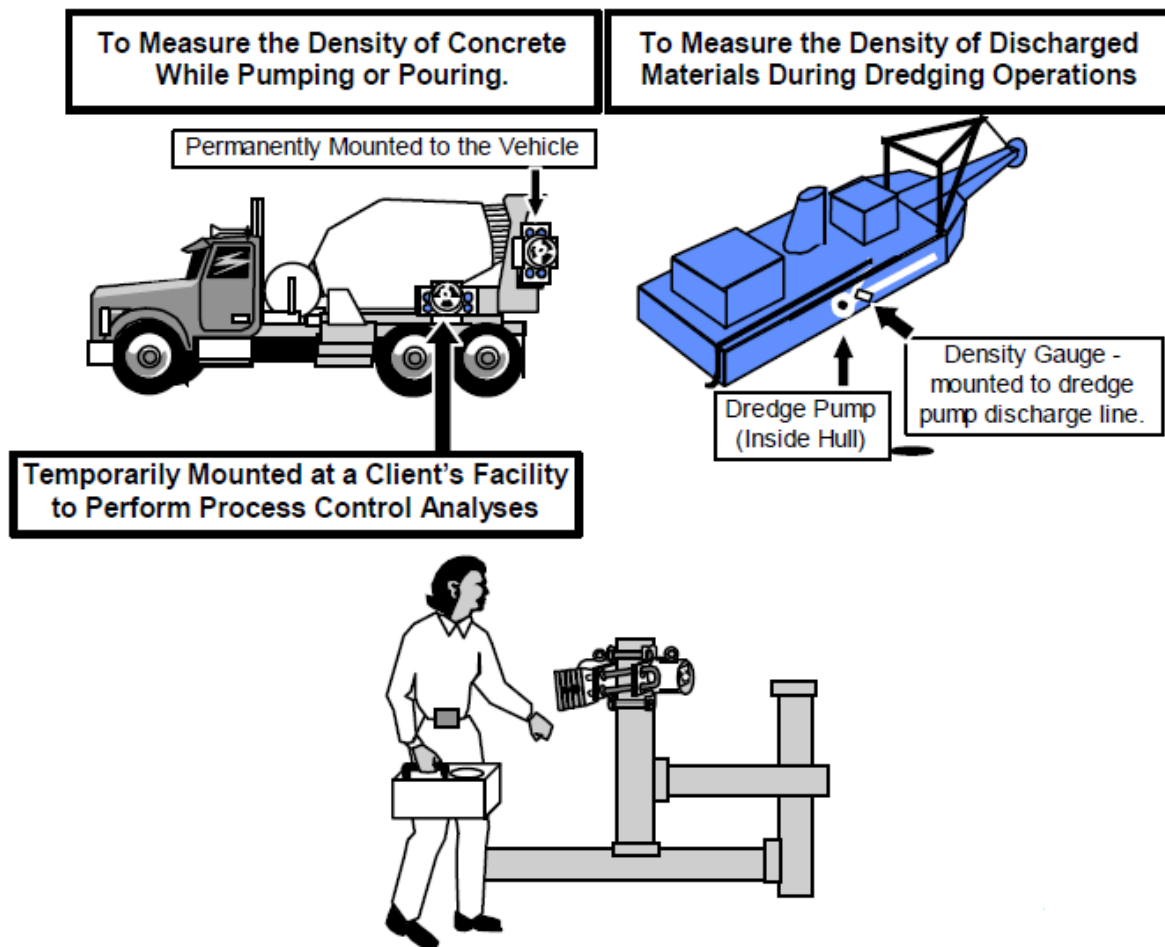 To Measure the Density of Concrete
While Pumping or Pouring.
To Measure the Density of Discharged
Materials During Dredging Operations
Permanently Mounted to the Vehicle
Density Gauge -
mounted to dredge
pump discharge line.
Dredge Pump
(Inside Hull)
Temporarily Mounted at a Client's Facility
to Perform Process Control Analyses